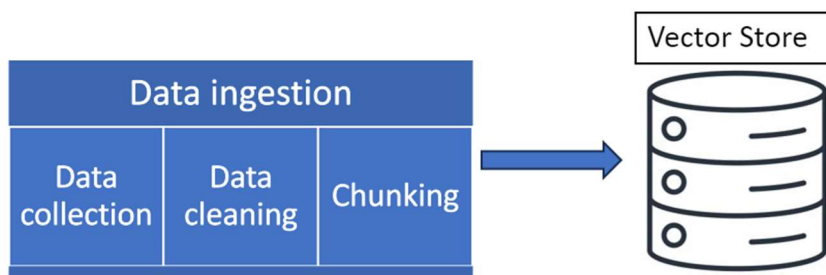 Vector Store
Data ingestion
Data
collection
Data
cleaning
Chunking